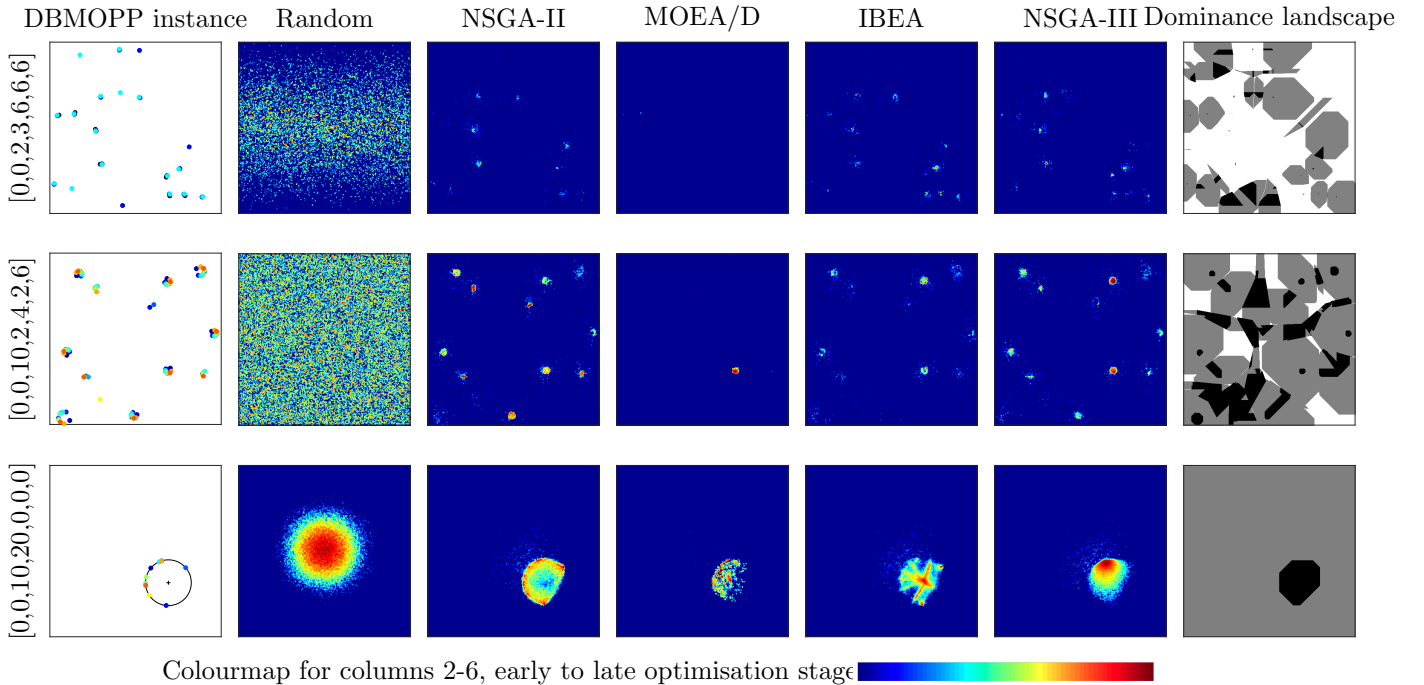 DBMOPP instance Random NSGA-II MOEA/D IBEA NSGA-III Dominance landscape
[0,0,2,3,6,6,6]
[0,0,10,2,4,2,6]
[0,0,10,20,0,0,0]
Colourmap for columns 2-6, early to late optimisation stage